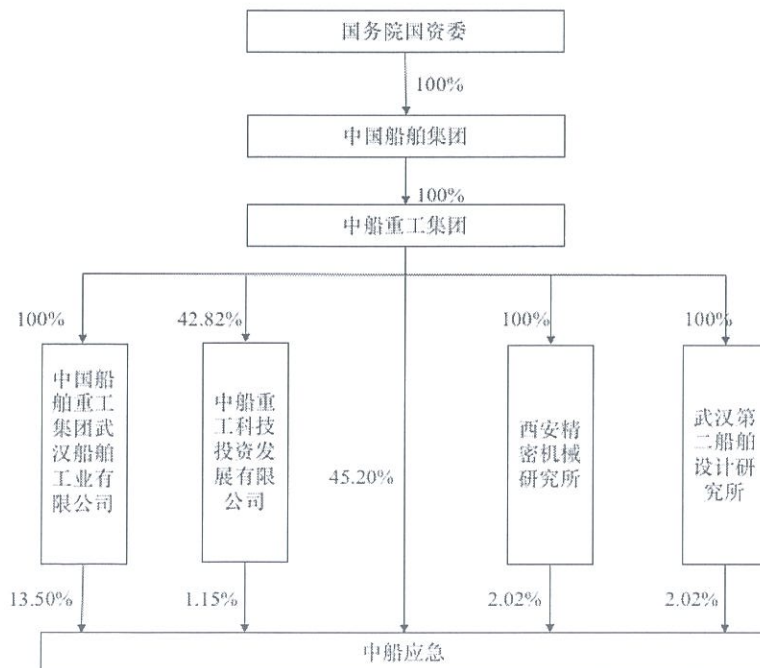 国务院国资委
100%
中国船舶集团
100%
中船重工集团
100%
42.82%
100%
100%
中国船
舶重工
集团武
汉船舶
工业有
限公司
中船重
工科技
投资发
展有限
公司
45.20%
西安精
密机械
研究所
武汉第
二船舶
设计研
究所
13.50%
1.15%
2.02%
2.02%
中船应急